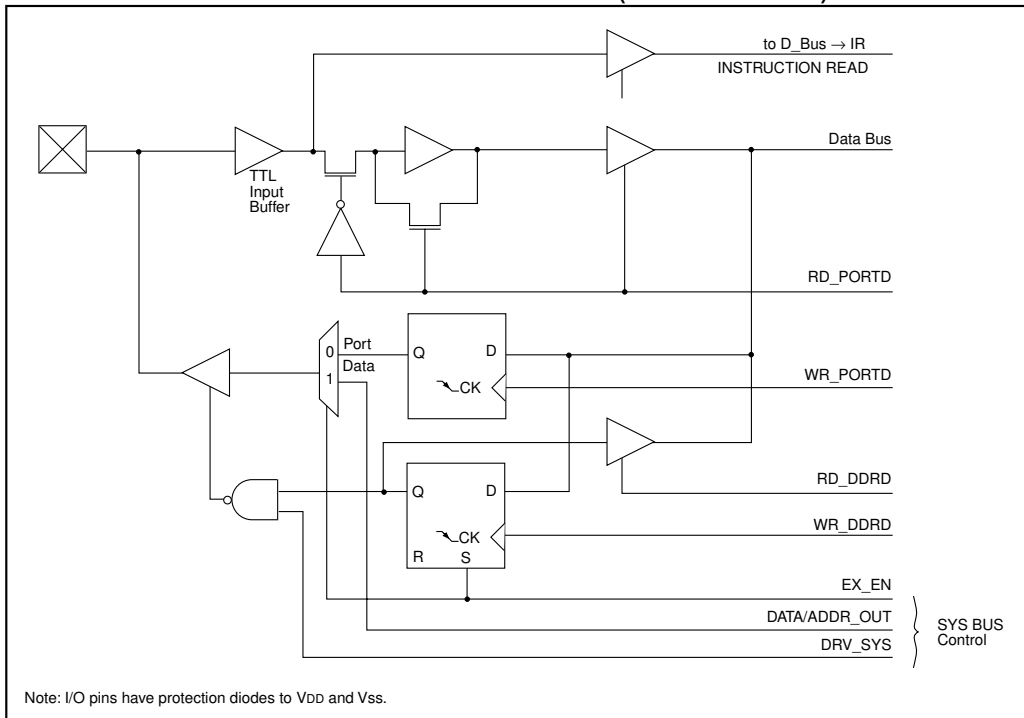 to D_Bus → IR
INSTRUCTION READ
Data Bus
TTL
Input
Buffer
RD_PORTD
0
Port
Q
D
Data
1
CK
WR_PORTD
Q
D
RD_DDRD
CK
WR_DDRD
R
S
EX_EN
DATA/ADDR_OUT
SYS BUS
Control
DRV_SYS
Note: I/O pins have protection diodes to VDD and Vss.